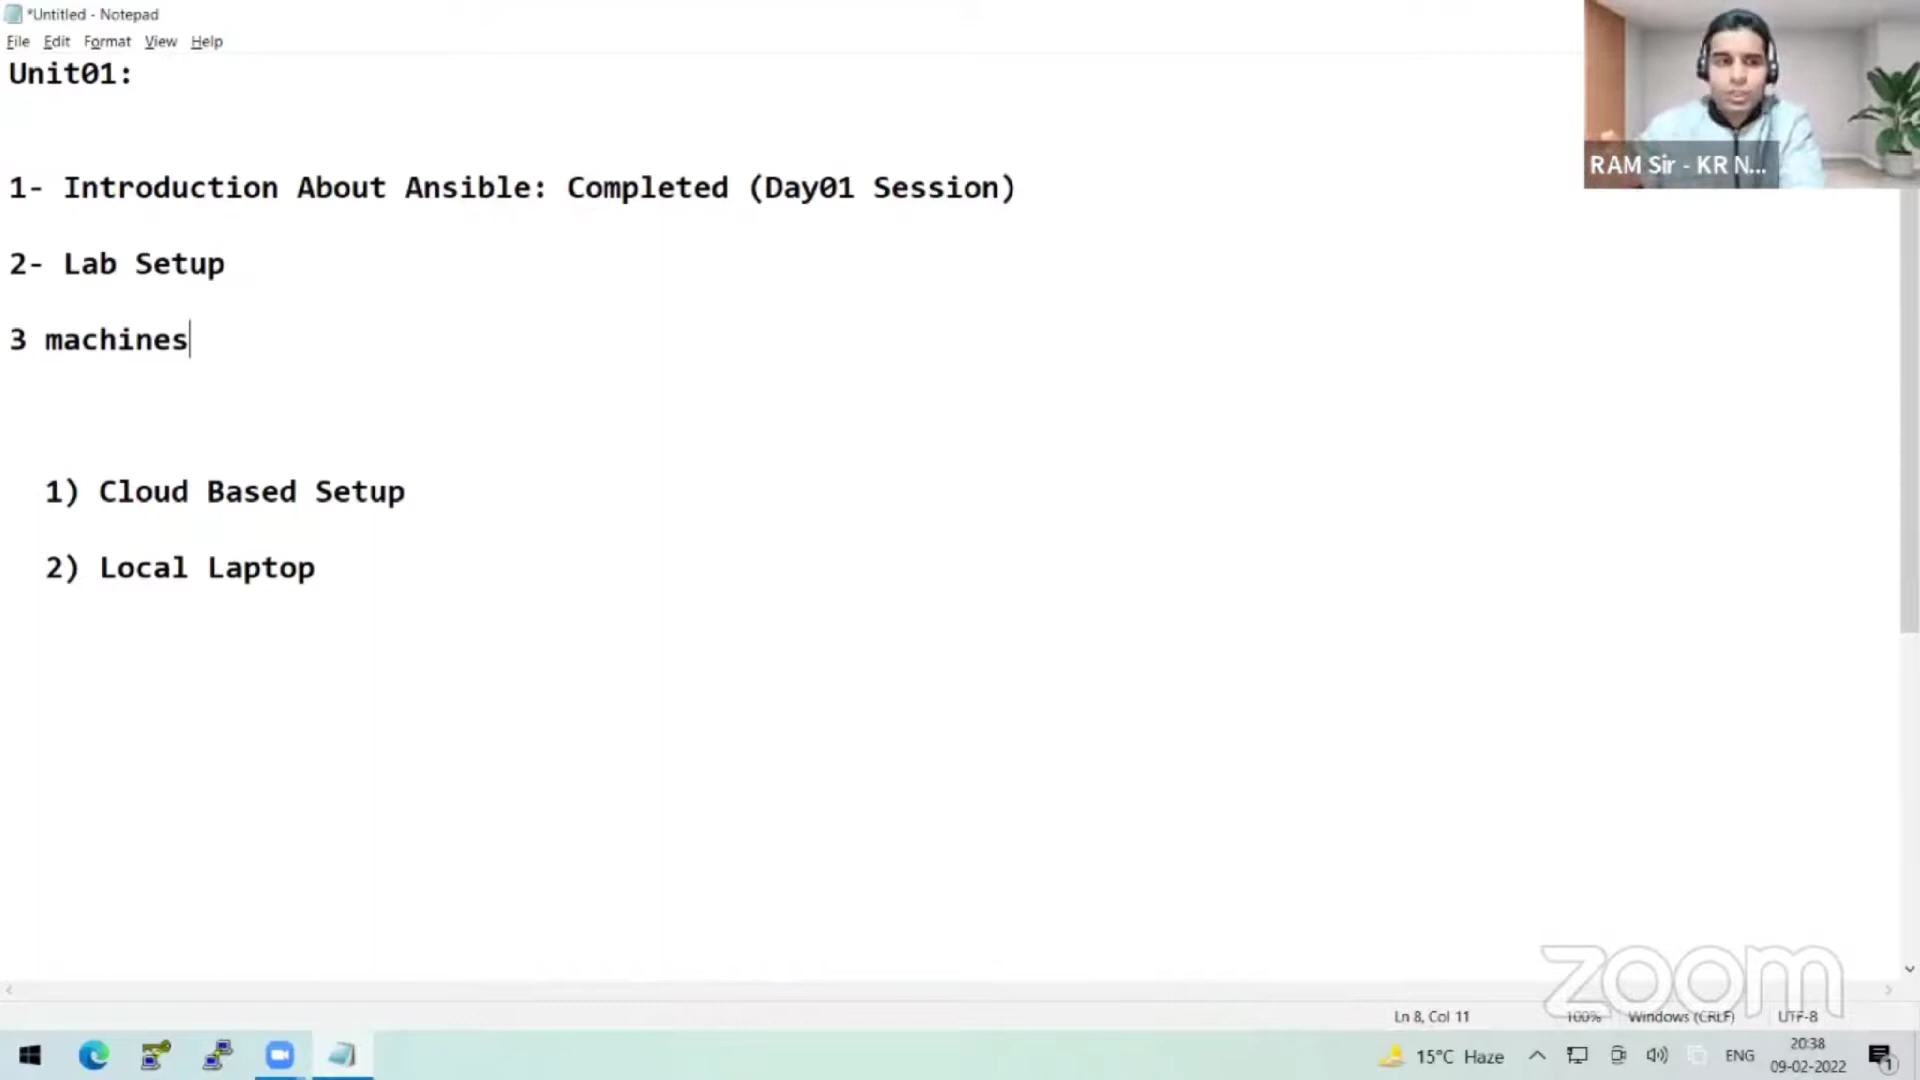 *Untitled - Notepad
File Edit Format View Help
Unit01:
RAM Sir - KR N...
1- Introduction About Ansible: Completed (Day01 Session)
2- Lab Setup
3 machines
1) Cloud Based Setup
2) Local Laptop
zoom
Ln 8, Col 11 100% Windows (CRLF) UTF-8
15°C Haze ENG 20:38
09-02-2022 1